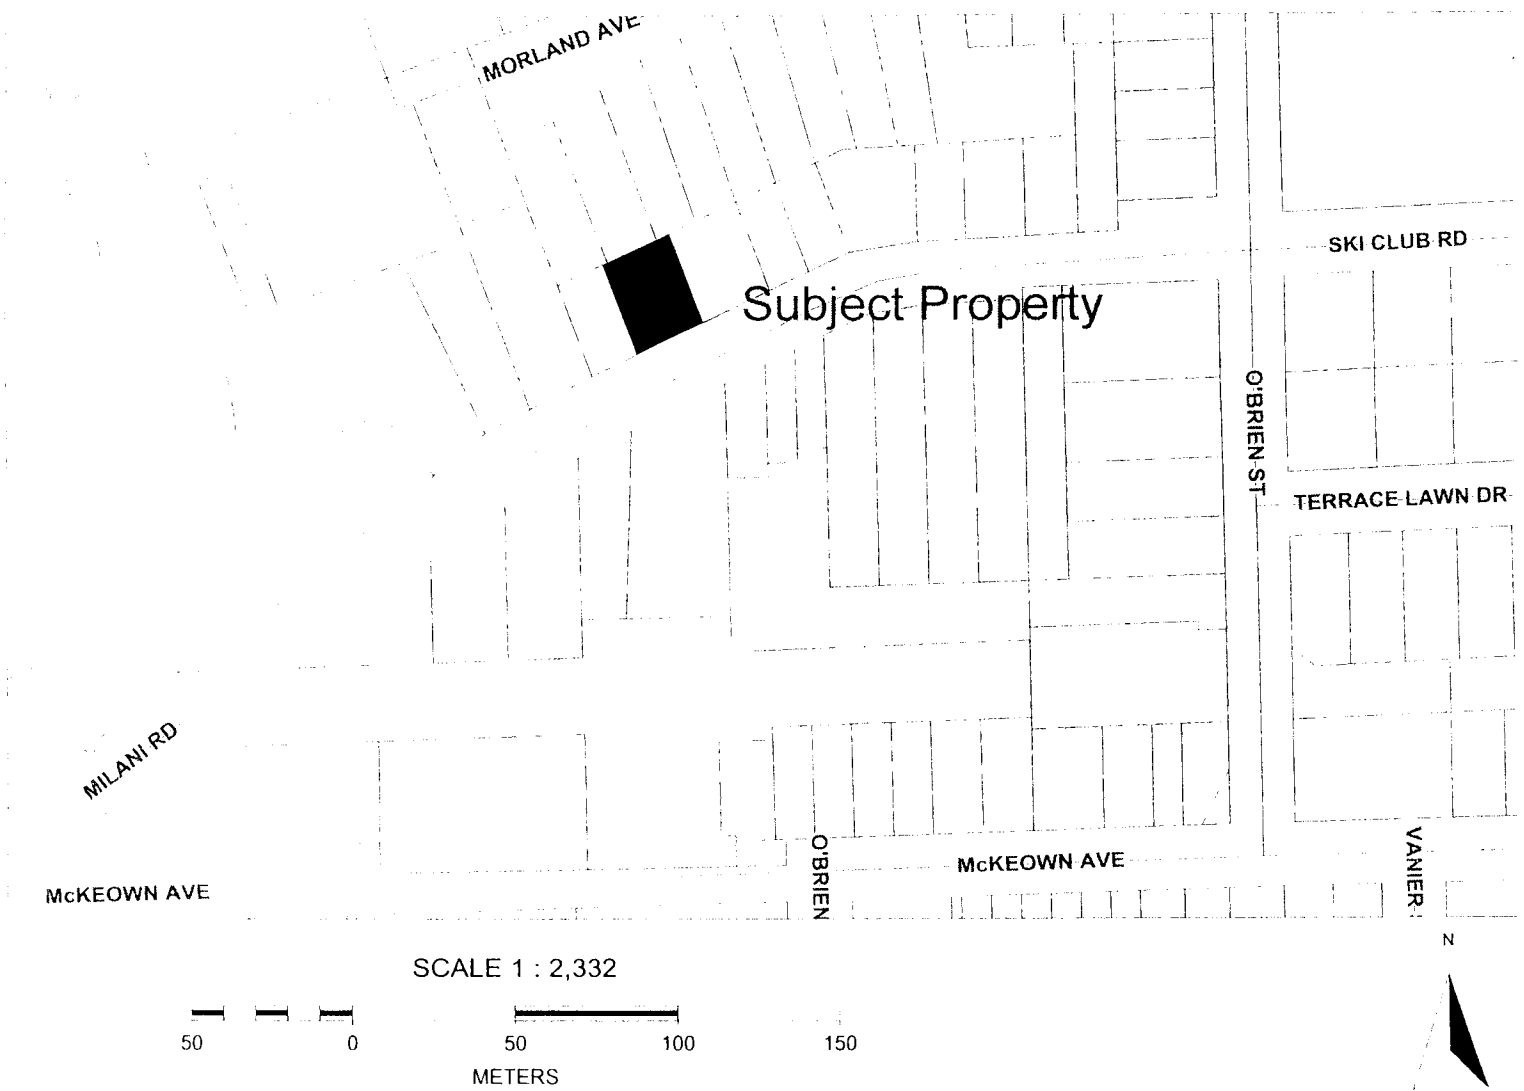 MORLAND AVE
SKI CLUB RD
Subject Property
O'BRIEN ST
TERRACE LAWN DR
MILANI RD
O'BRIEN
McKEOWN AVE
VANIER
McKEOWN AVE
N
SCALE 1 : 2,332
50 0 50 100 150
METERS